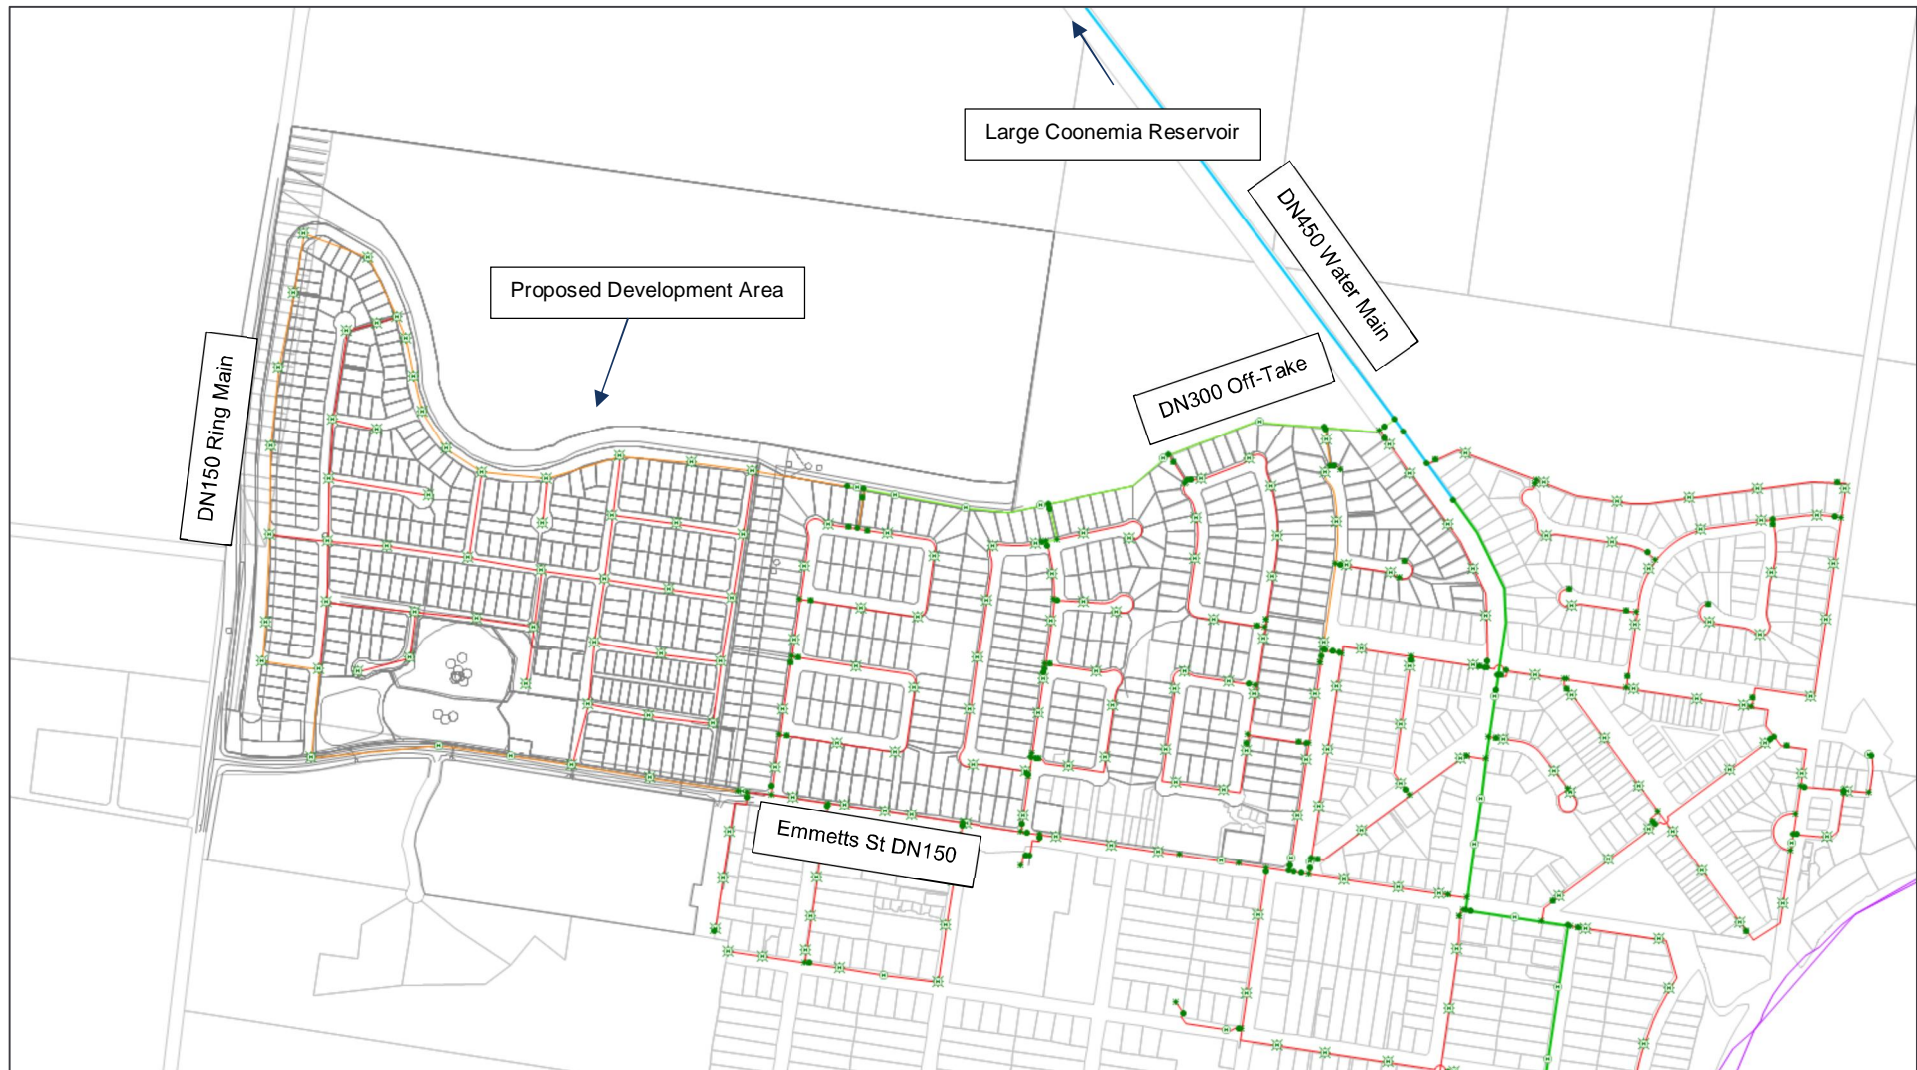 Large Coonemia Reservoir
DN450 Water Main
Proposed Development Area
DN300 Off-Take
DN150 Ring Main
Emmetts St DN150